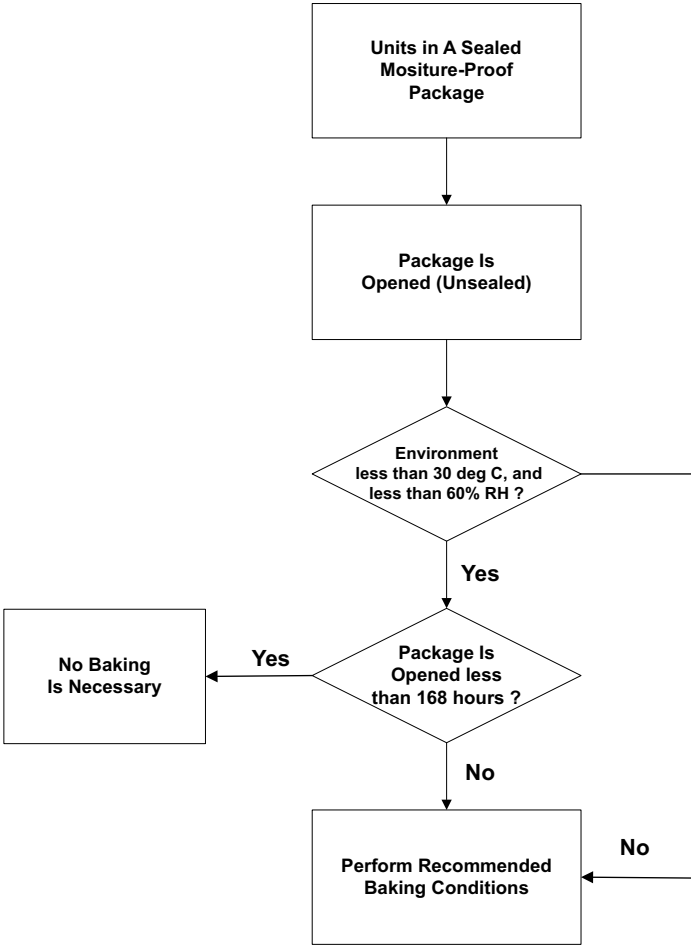 Units in A Sealed
Mositure-Proof
Package
Package Is
Opened (Unsealed)
Environment
less than 30 deg C, and
less than 60% RH ?
Yes
No Baking
Is Necessary
Yes
Package Is
Opened less
than 168 hours ?
No
Perform Recommended
Baking Conditions
No